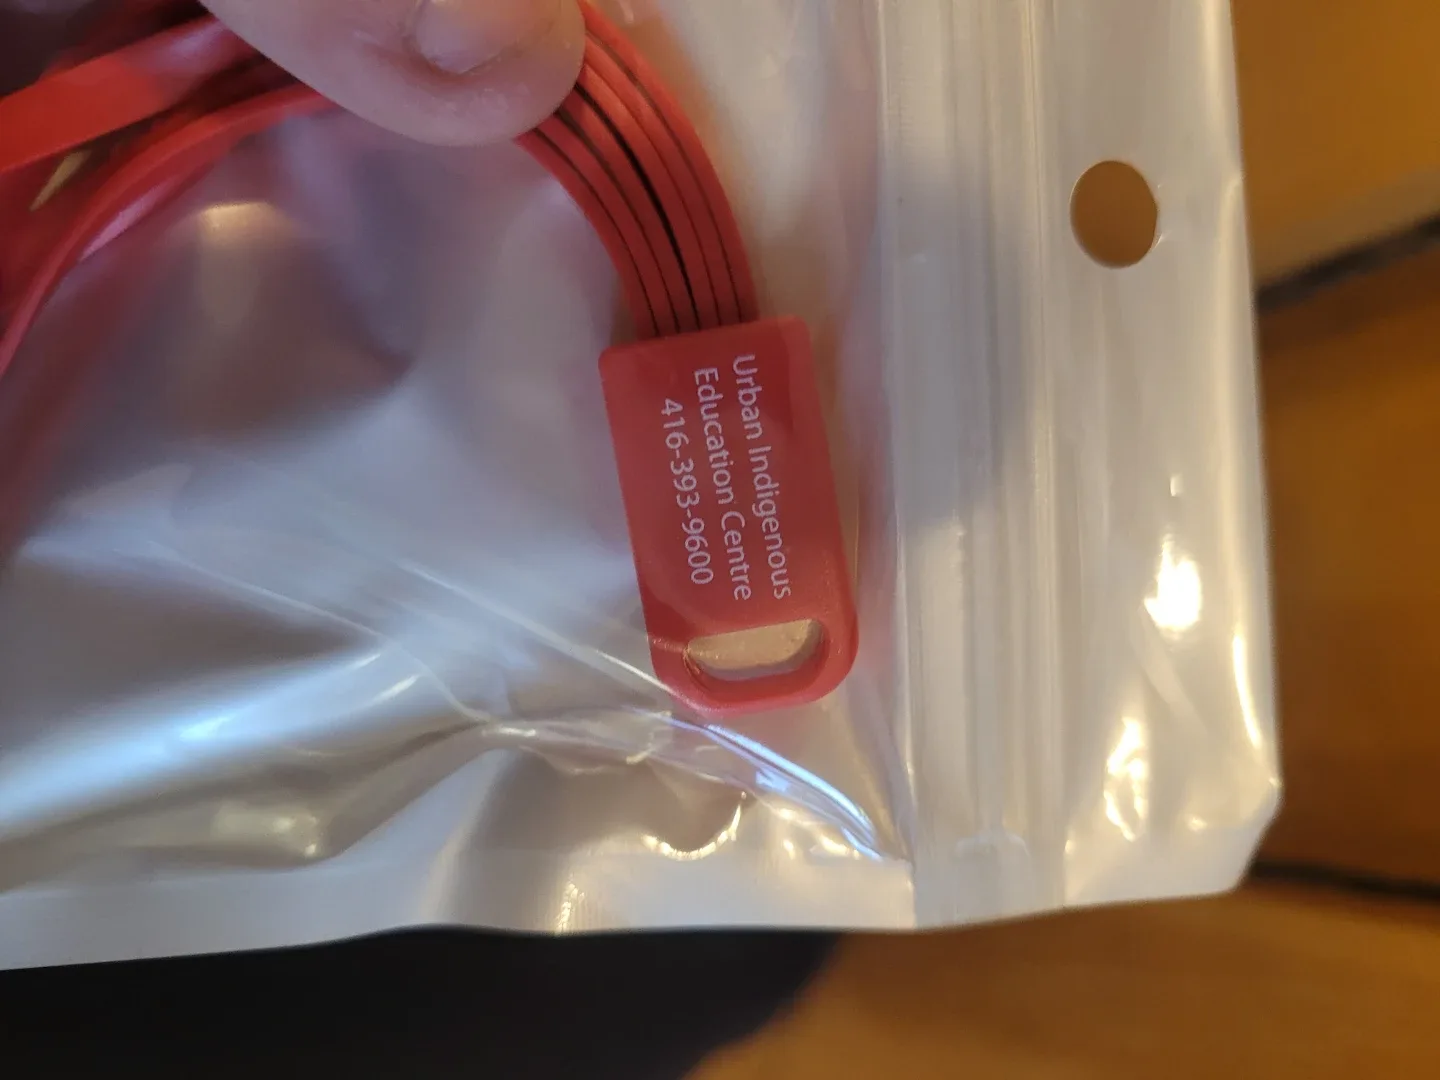 Urban Indigenous
Education Centre
416-393-9600